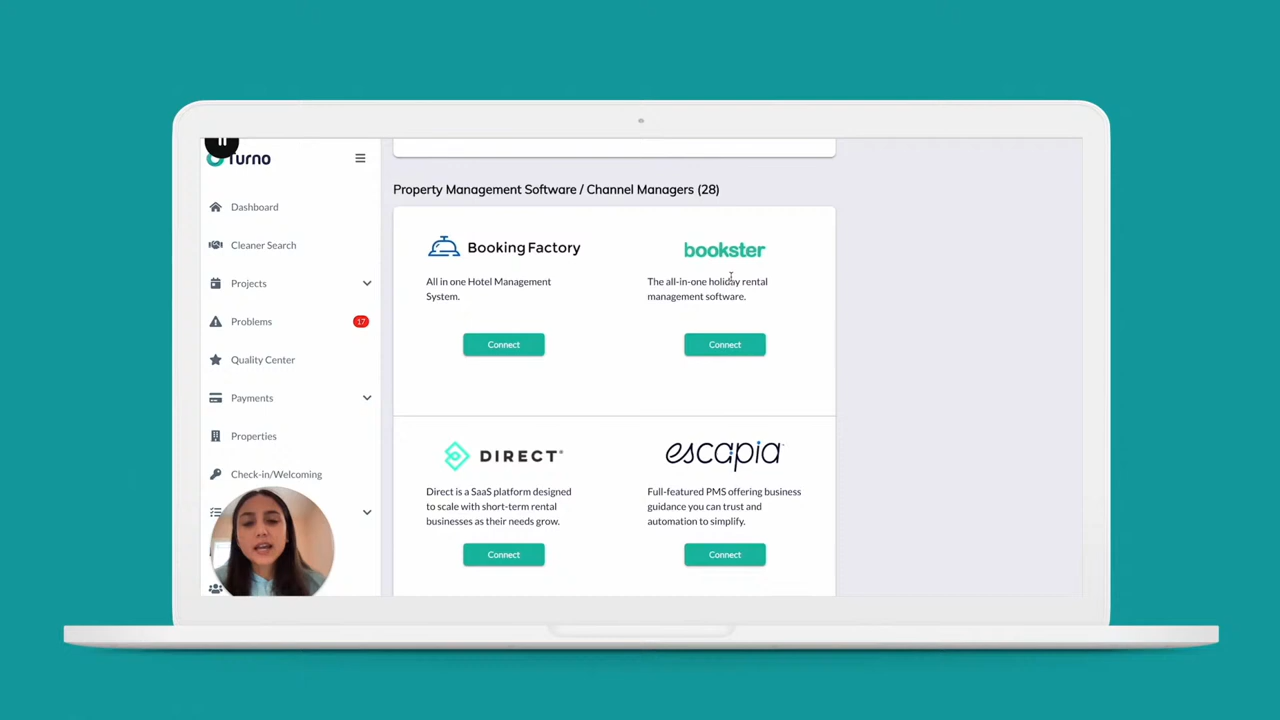 Turno
Dashboard
Cleaner Search
Projects
Problems
17
Quality Center
Payments
Properties
Check-in/Welcoming
Property Management Software / Channel Managers (28)
Booking Factory
All in one Hotel Management
System.
Connect
bookster
The all-in-one holiday rental
management software.
Connect
DIRECT
Direct is a SaaS platform designed
to scale with short-term rental
businesses as their needs grow.
Connect
escapia
Full-featured PMS offering business
guidance you can trust and
automation to simplify.
Connect